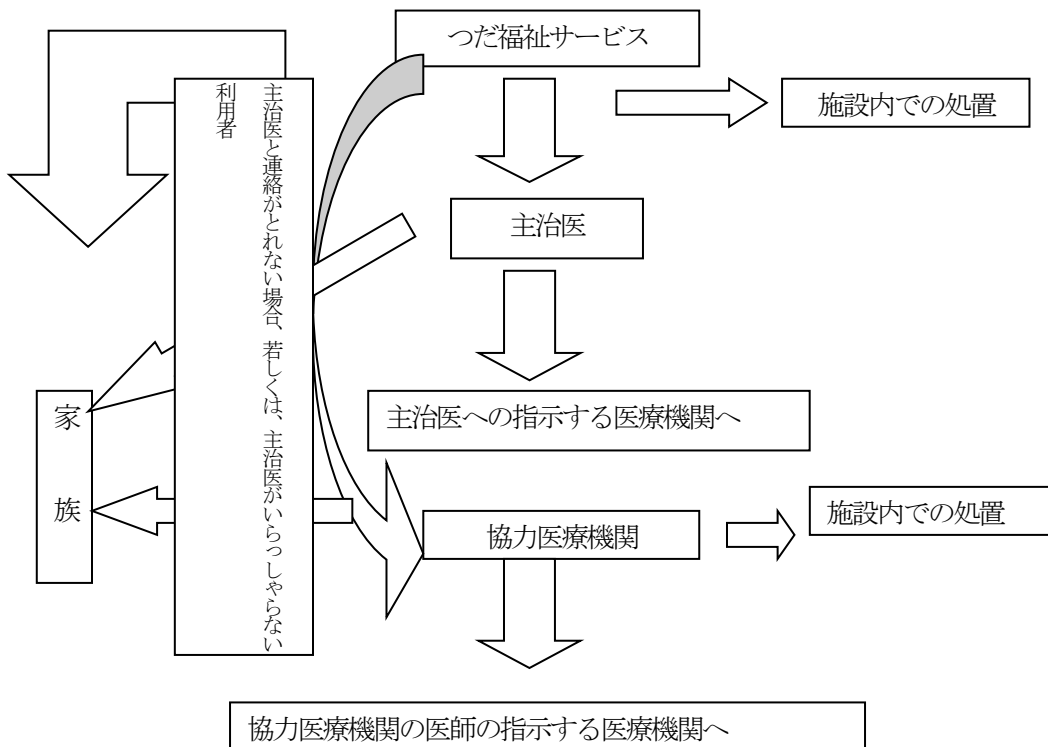 つだ福祉サービス
施設内での処置
主治医と連絡がとれない場合、若しくは、主治医がいらっしゃらない
利用者
主治医
主治医への指示する医療機関へ
家族
施設内での処置
協力医療機関
協力医療機関の医師の指示する医療機関へ